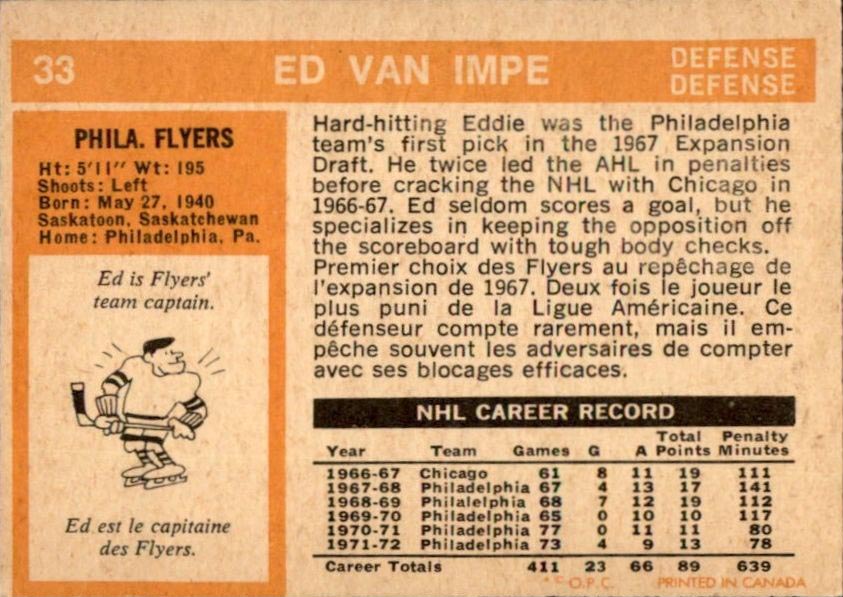 33 ED VAN IMPE DEFENSE
DEFENSE
PHILA. FLYERS
Ht: 5'11" Wt: 195
Shoots: Left
Born: May 27, 1940
Saskatoon, Saskatchewan
Home: Philadelphia, Pa.
Ed is Flyers'
team captain.
Ed est le capitaine
des Flyers.
Hard-hitting Eddie was the Philadelphia
team's first pick in the 1967 Expansion
Draft. He twice led the AHL in penalties
before cracking the NHL with Chicago in
1966-67. Ed seldom scores a goal, but he
specializes in keeping the opposition off
the scoreboard with tough body checks.
Premier choix des Flyers au repêchage de
l'expansion de 1967. Deux fois le joueur le
plus puni de la Ligue Américaine. Ce
défenseur compte rarement, mais il em-
pêche souvent les adversaires de compter
avec ses blocages efficaces.
NHL CAREER RECORD
Total Penalty
Year Team Games G A Points Minutes
1966-67 Chicago 61 8 11 19 111
1967-68 Philadelphia 67 4 13 17 141
1968-69 Philalelphia 68 7 12 19 112
1969-70 Philadelphia 65 0 10 10 117
1970-71 Philadelphia 77 0 11 11 80
1971-72 Philadelphia 73 4 9 13 78
Career Totals 411 23 66 89 639
* © O.P.C. PRINTED IN CANADA